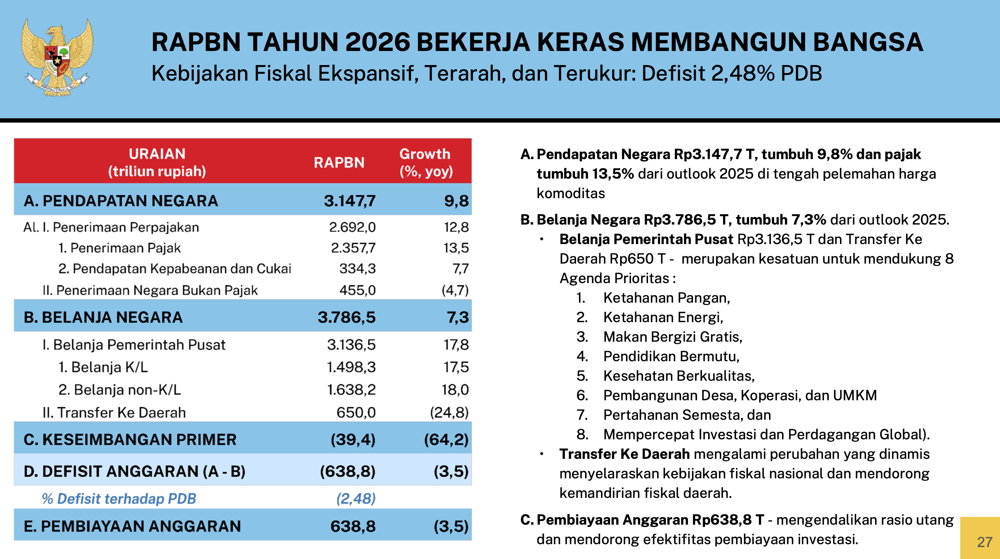 RAPBN TAHUN 2026 BEKERJA KERAS MEMBANGUN BANGSA
Kebijakan Fiskal Ekspansif, Terarah, dan Terukur: Defisit 2,48% PDB
URAIAN (triliun rupiah) RAPBN Growth (%, yoy)
A. PENDAPATAN NEGARA 3.147,7 9,8
Al. I. Penerimaan Perpajakan 2.692,0 12,8
1. Penerimaan Pajak 2.357,7 13,5
2. Pendapatan Kepabeanan dan Cukai 334,3 7,7
II. Penerimaan Negara Bukan Pajak 455,0 (4,7)
B. BELANJA NEGARA 3.786,5 7,3
I. Belanja Pemerintah Pusat 3.136,5 17,8
1. Belanja K/L 1.498,3 17,5
2. Belanja non-K/L 1.638,2 18,0
II. Transfer Ke Daerah 650,0 (24,8)
C. KESEIMBANGAN PRIMER (39,4) (64,2)
D. DEFISIT ANGGARAN (A - B) (638,8) (3,5)
% Defisit terhadap PDB (2,48)
E. PEMBIAYAAN ANGGARAN 638,8 (3,5)
A. Pendapatan Negara Rp3.147,7 T, tumbuh 9,8% dan pajak
tumbuh 13,5% dari outlook 2025 di tengah pelemahan harga
komoditas
B. Belanja Negara Rp3.786,5 T, tumbuh 7,3% dari outlook 2025.
• Belanja Pemerintah Pusat Rp3.136,5 T dan Transfer Ke
Daerah Rp650 T - merupakan kesatuan untuk mendukung 8
Agenda Prioritas :
1. Ketahanan Pangan,
2. Ketahanan Energi,
3. Makan Bergizi Gratis,
4. Pendidikan Bermutu,
5. Kesehatan Berkualitas,
6. Pembangunan Desa, Koperasi, dan UMKM
7. Pertahanan Semesta, dan
8. Mempercepat Investasi dan Perdagangan Global).
• Transfer Ke Daerah mengalami perubahan yang dinamis
menyelaraskan kebijakan fiskal nasional dan mendorong
kemandirian fiskal daerah.
C. Pembiayaan Anggaran Rp638,8 T - mengendalikan rasio utang
dan mendorong efektifitas pembiayaan investasi.
27